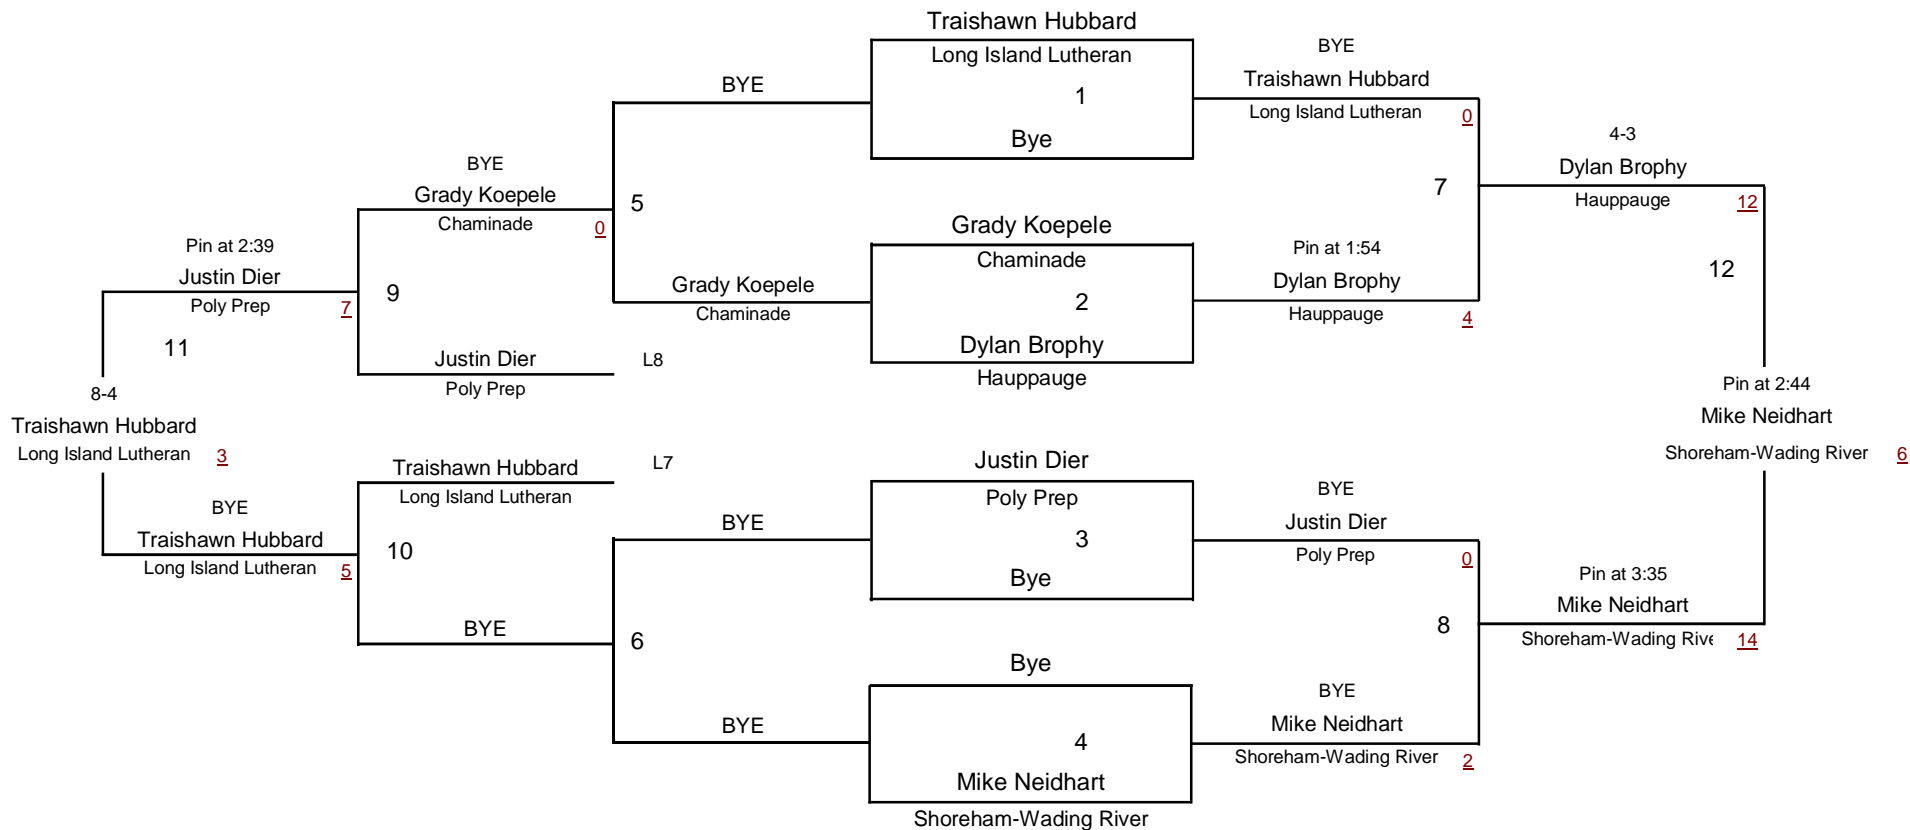 Traishawn Hubbard
Long Island Lutheran
1
Bye
BYE
Traishawn Hubbard
Long Island Lutheran
0
BYE
4-3
Dylan Brophy
Hauppauge
12
7
BYE
Grady Koepele
Chaminade
0
5
Grady Koepele
Chaminade
2
Dylan Brophy
Hauppauge
Pin at 1:54
Dylan Brophy
Hauppauge
4
12
Pin at 2:39
Justin Dier
Poly Prep
7
9
Grady Koepele
Chaminade
11
Justin Dier
Poly Prep
L8
8-4
Traishawn Hubbard
Long Island Lutheran
3
Pin at 2:44
Mike Neidhart
Shoreham-Wading River
6
Traishawn Hubbard
Long Island Lutheran
L7
Justin Dier
Poly Prep
3
Bye
BYE
Justin Dier
Poly Prep
0
BYE
Traishawn Hubbard
Long Island Lutheran
5
10
BYE
Pin at 3:35
Mike Neidhart
Shoreham-Wading Rive
14
BYE
6
8
Bye
4
Mike Neidhart
Shoreham-Wading River
BYE
BYE
Mike Neidhart
Shoreham-Wading River
2